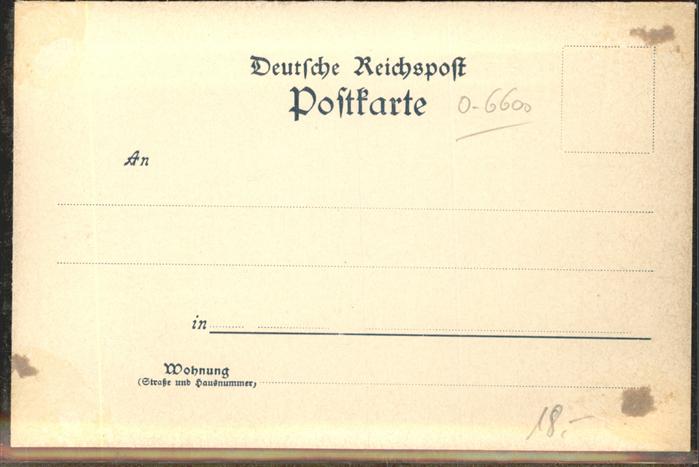 Deutſche Reichspoſt
Poſtkarte
O-6600
An
in
Wohnung
(Straße und Hausnummer)
18,-